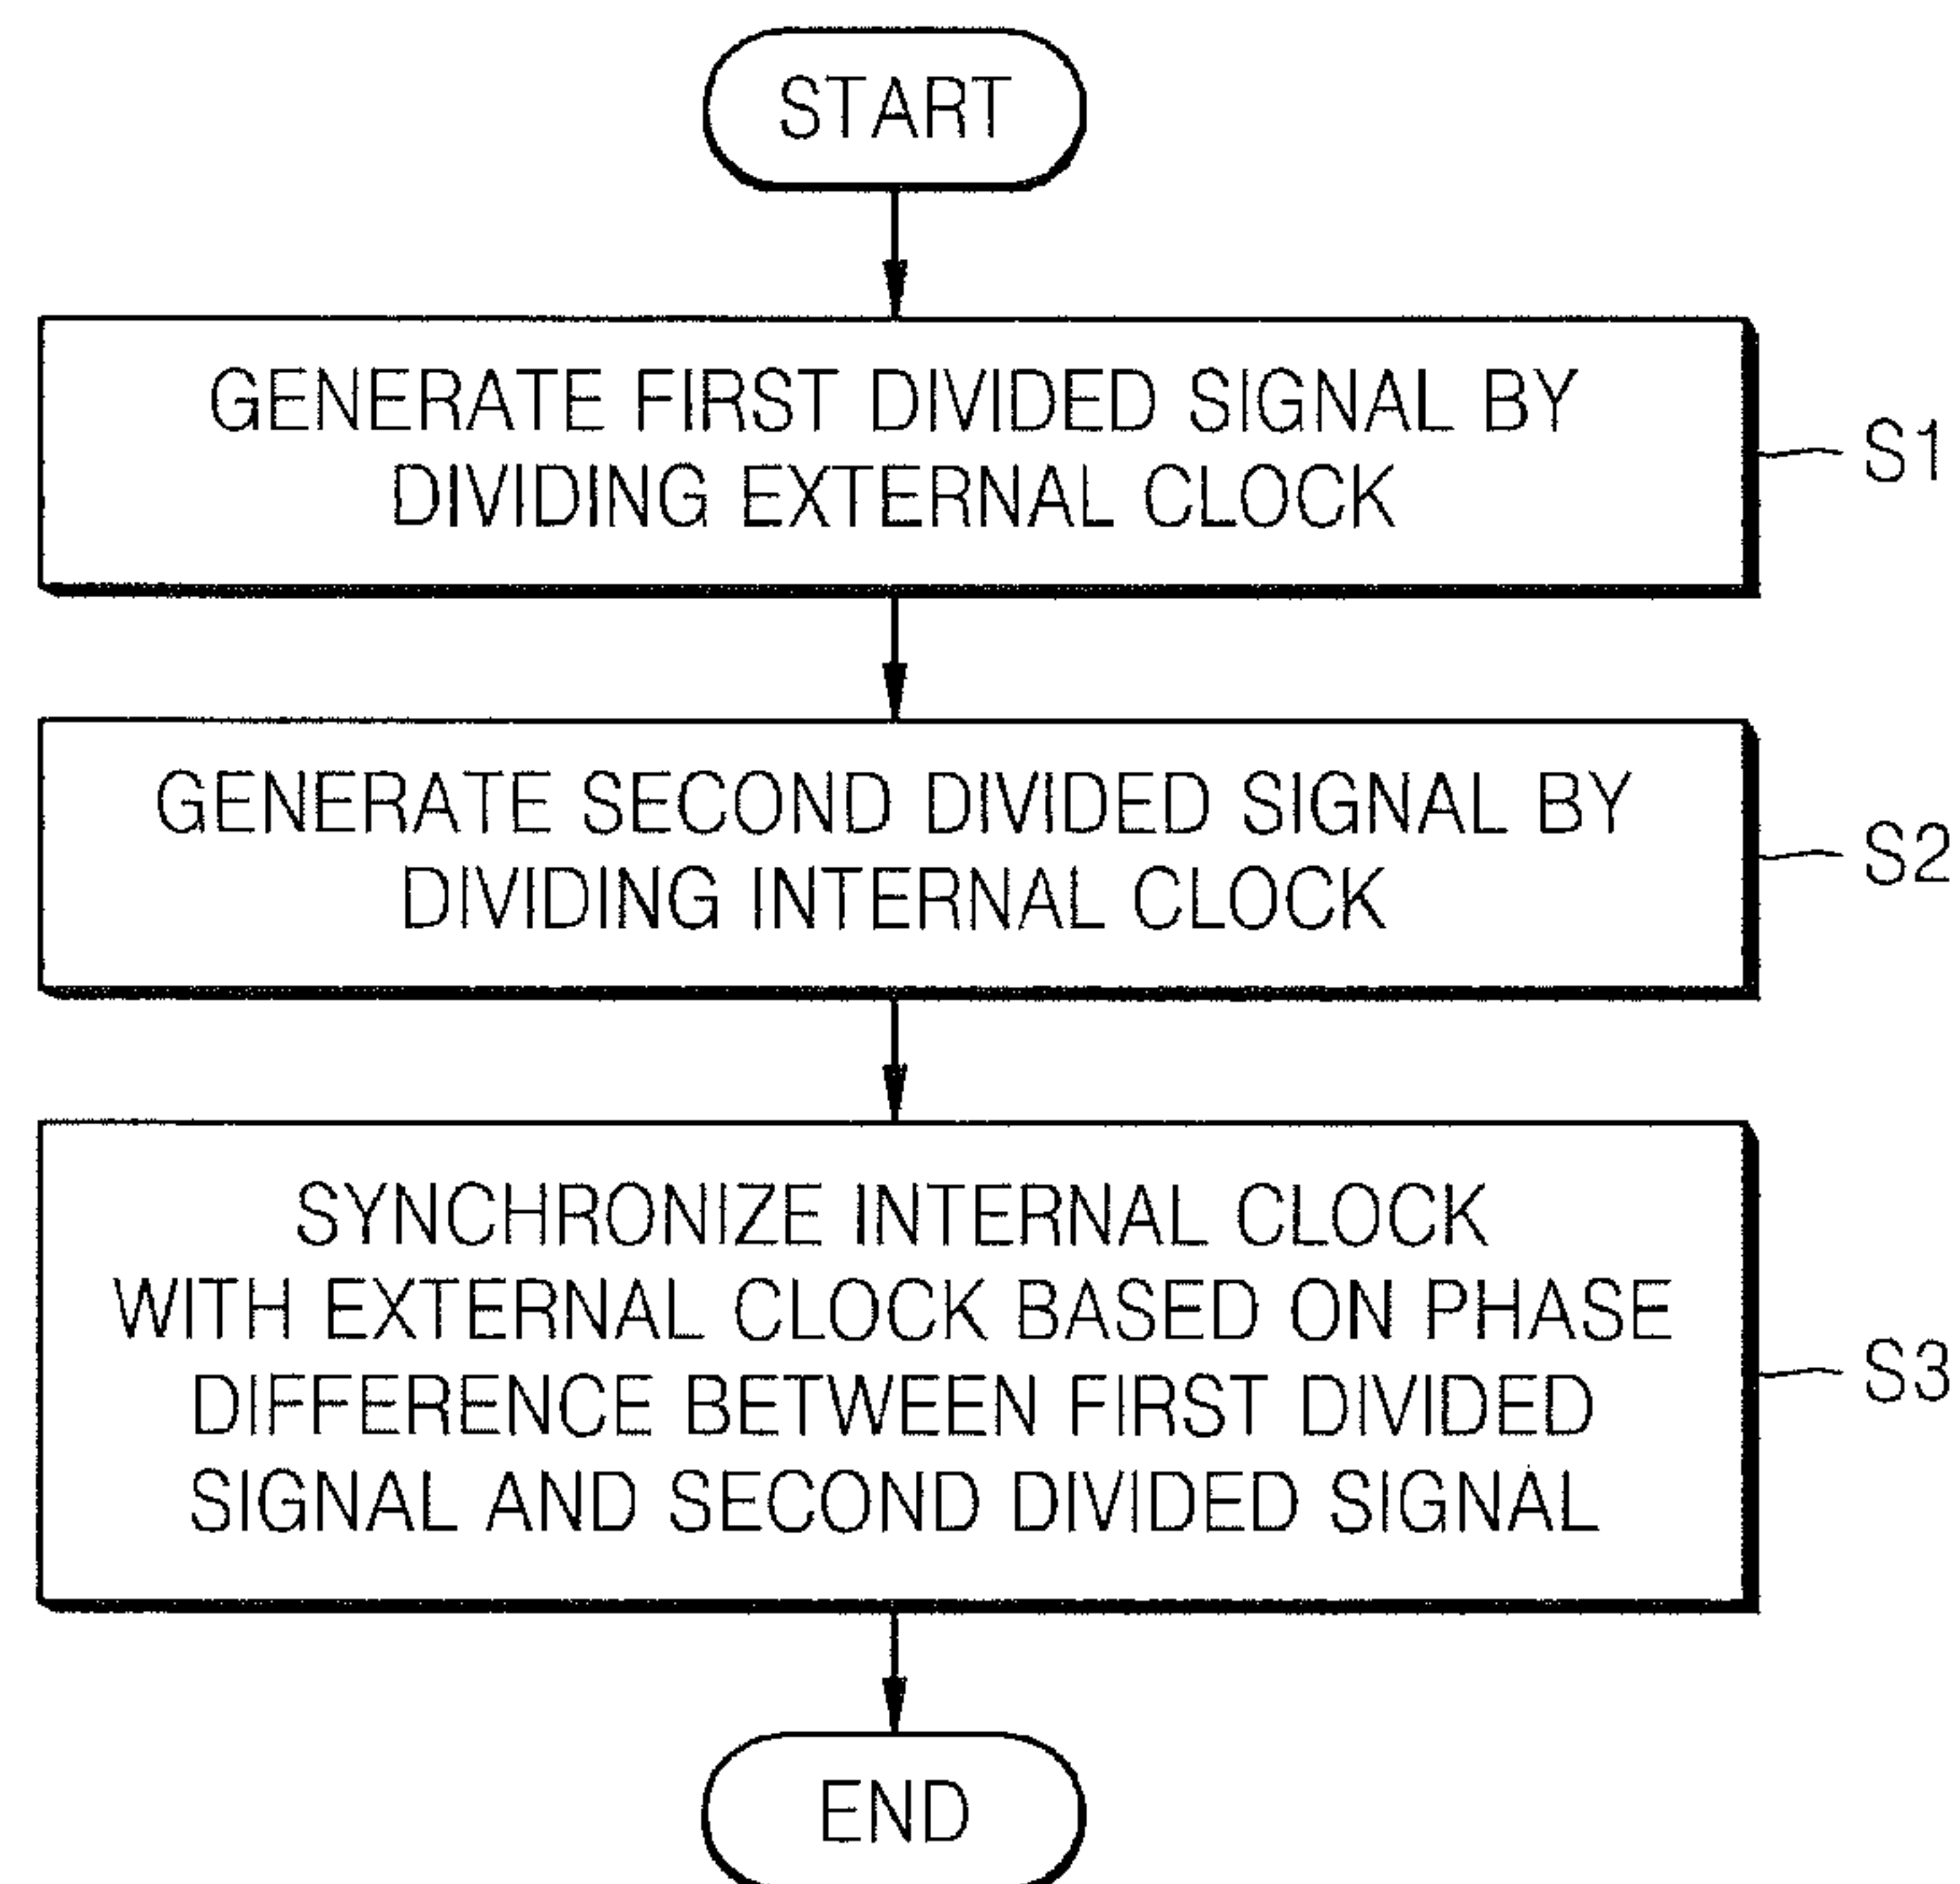 START
GENERATE FIRST DIVIDED SIGNAL BY
DIVIDING EXTERNAL CLOCK
S1
GENERATE SECOND DIVIDED SIGNAL BY
DIVIDING INTERNAL CLOCK
S2
SYNCHRONIZE INTERNAL CLOCK
WITH EXTERNAL CLOCK BASED ON PHASE
DIFFERENCE BETWEEN FIRST DIVIDED
SIGNAL AND SECOND DIVIDED SIGNAL
S3
END